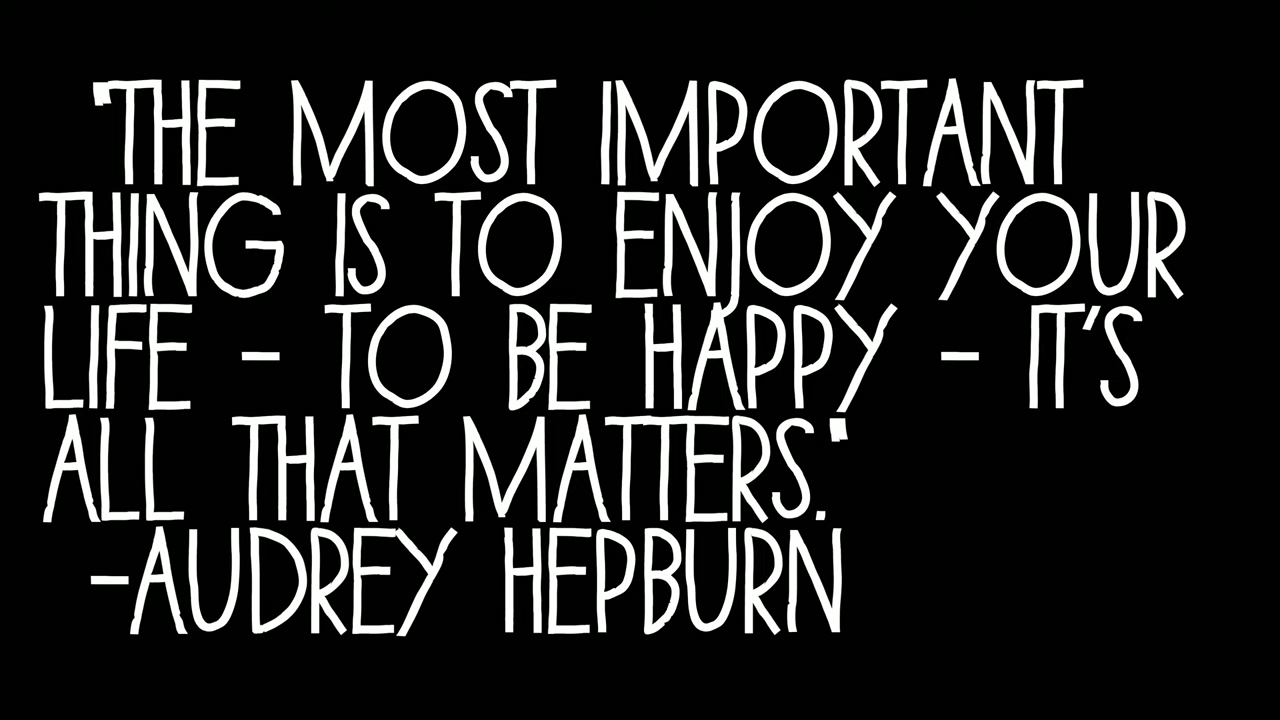 "THE MOST IMPORTANT
THING IS TO ENJOY YOUR
LIFE - TO BE HAPPY - IT'S
ALL THAT MATTERS."
-AUDREY HEPBURN